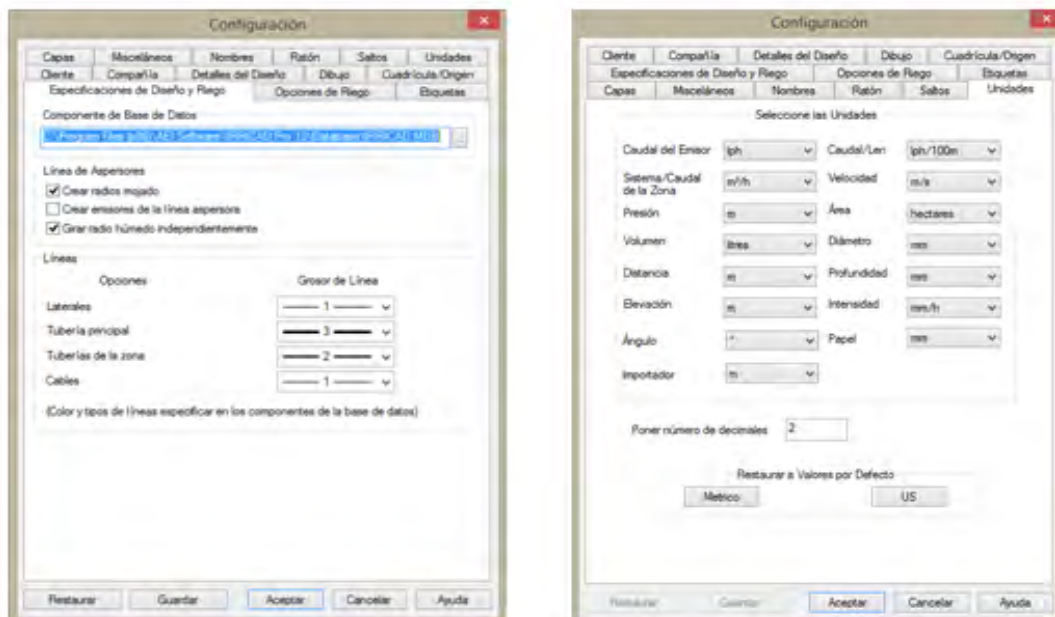 Configuración
Capas Misceláneos Nombres Ratón Saltos Unidades
Cliente Compañía Detalles del Diseño Dibujo Cuadrícula/Origen
Especificaciones de Diseño y Riego Opciones de Riego Etiquetas
Componente de Base de Datos
Línea de Aspersores
Crear radios mojado
Crear emisores de la línea aspersora
Girar radio húmedo independientemente
Líneas
Opciones Grosor de Línea
Laterales 1
Tubería principal 3
Tuberías de la zona 2
Cables 1
(Color y tipos de líneas especificar en los componentes de la base de datos)
Restaurar Guardar Aceptar Cancelar Ayuda
Configuración
Cliente Compañía Detalles del Diseño Dibujo Cuadrícula/Origen
Especificaciones de Diseño y Riego Opciones de Riego Etiquetas
Capas Misceláneos Nombres Ratón Saltos Unidades
Seleccione las Unidades
Caudal del Emisor lph Caudal/Len lph/100m
Sistema/Caudal de la Zona m³/h Velocidad m/s
Presión m Área hectares
Volumen litres Diámetro mm
Distancia m Profundidad mm
Elevación m Intensidad mm/h
Ángulo ° Papel mm
Importador m
Poner número de decimales 2
Restaurar a Valores por Defecto
Metrico US
Restaurar Guardar Aceptar Cancelar Ayuda